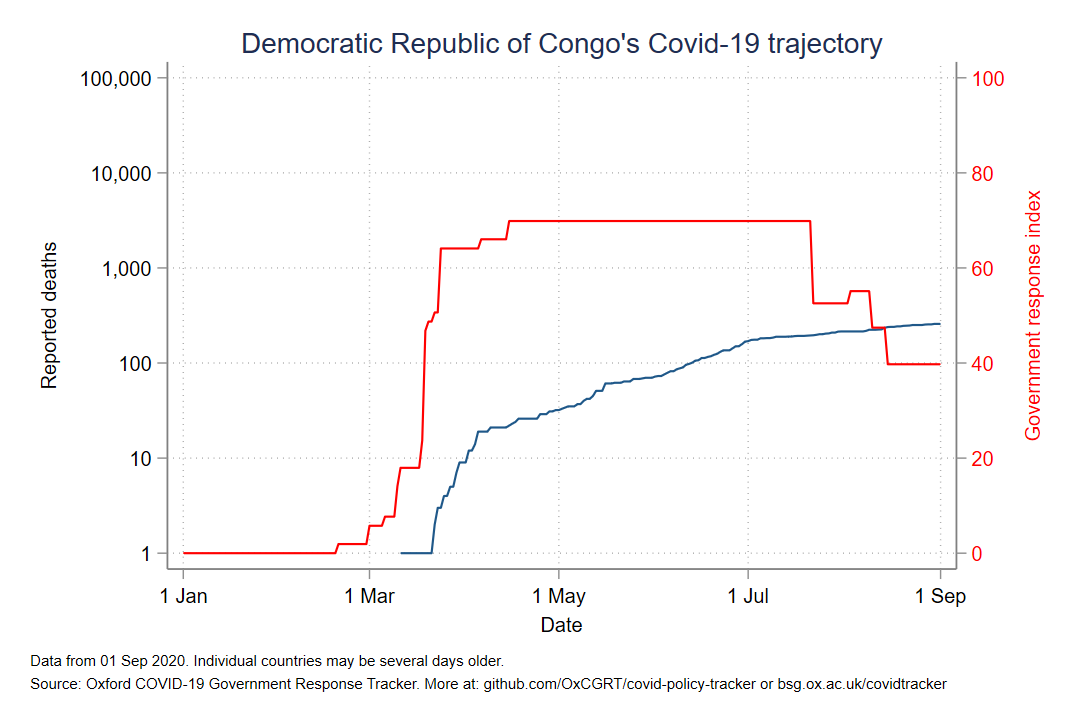 Democratic Republic of Congo's Covid-19 trajectory
100,000
10,000
1,000
100
10
1
Reported deaths
100
80
60
40
20
0
Government response index
1 Jan
1 Mar
1 May
1 Jul
1 Sep
Date
Data from 01 Sep 2020. Individual countries may be several days older.
Source: Oxford COVID-19 Government Response Tracker. More at: github.com/OxCGRT/covid-policy-tracker or bsg.ox.ac.uk/covidtracker